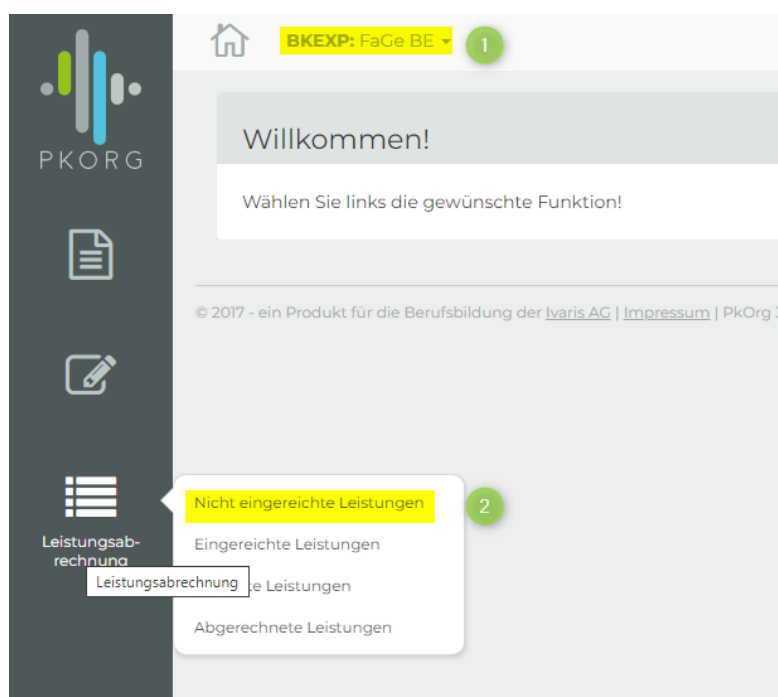 BKEXP: FaGe BE
1
PKORG
Willkommen!
Wählen Sie links die gewünschte Funktion!
© 2017 - ein Produkt für die Berufsbildung der Ivaris AG | Impressum | PkOrg
Nicht eingereichte Leistungen
2
Leistungsab-
rechnung
Eingereichte Leistungen
Leistungsabrechnung
te Leistungen
Abgerechnete Leistungen